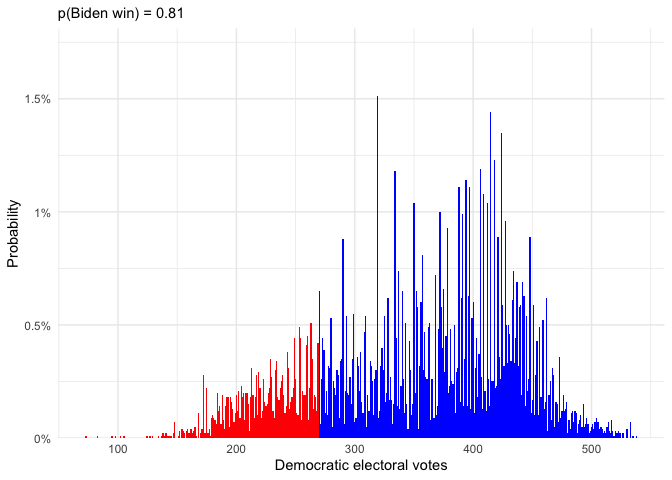 p(Biden win) = 0.81
Probability
1.5%
1%
0.5%
0%
100 200 300 400 500
Democratic electoral votes